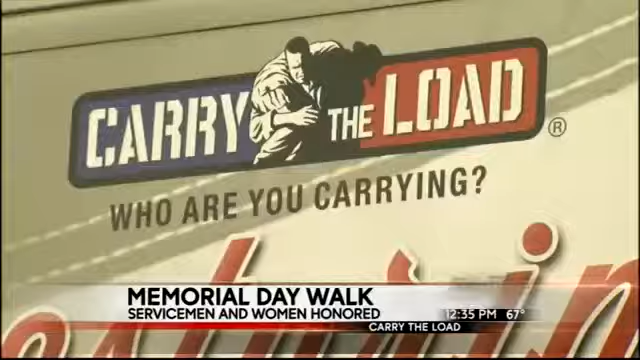 CARRY THE LOAD®
WHO ARE YOU CARRYING?
MEMORIAL DAY WALK
SERVICEMEN AND WOMEN HONORED
12:35 PM 67°
CARRY THE LOAD